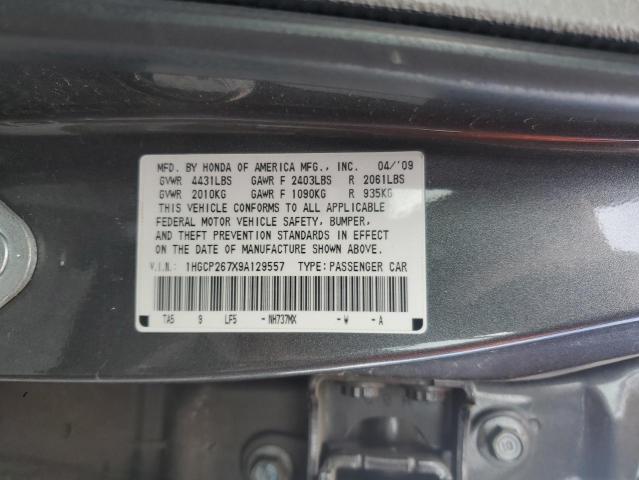 MFD. BY HONDA OF AMERICA MFG., INC. 04/'09
GVWR 4431LBS GAWR F 2403LBS R 2061LBS
GVWR 2010KG GAWR F 1090KG R 935KG
THIS VEHICLE CONFORMS TO ALL APPLICABLE
FEDERAL MOTOR VEHICLE SAFETY, BUMPER,
AND THEFT PREVENTION STANDARDS IN EFFECT
ON THE DATE OF MANUFACTURE SHOWN ABOVE.
V.I.N.: 1HGCP267X9A129557 TYPE:PASSENGER CAR
TA5 9 LF5 -NH737MX -W -A